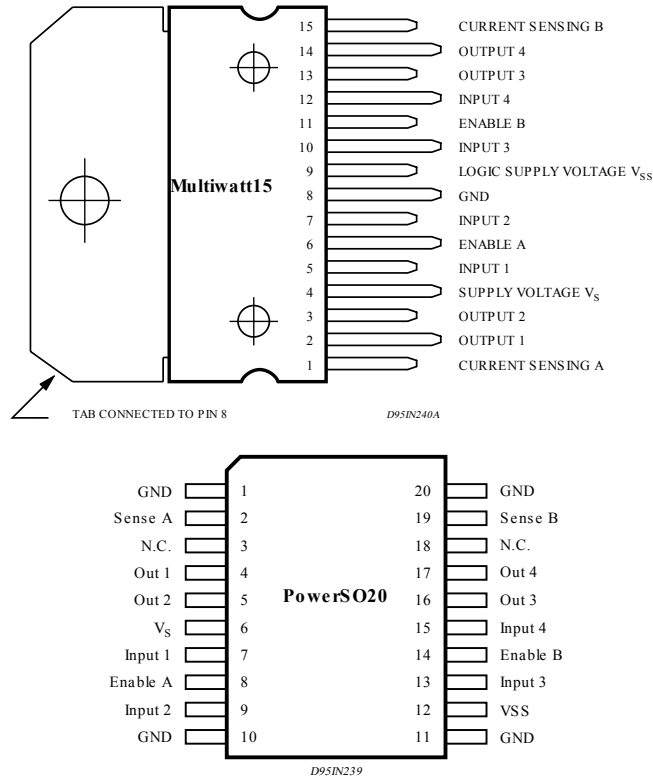 15 CURRENT SENSING B
14 OUTPUT 4
13 OUTPUT 3
12 INPUT 4
11 ENABLE B
10 INPUT 3
9 LOGIC SUPPLY VOLTAGE VSS
Multiwatt15
8 GND
7 INPUT 2
6 ENABLE A
5 INPUT 1
4 SUPPLY VOLTAGE VS
3 OUTPUT 2
2 OUTPUT 1
1 CURRENT SENSING A
TAB CONNECTED TO PIN 8
D95IN240A
GND 1 20 GND
Sense A 2 19 Sense B
N.C. 3 18 N.C.
Out 1 4 17 Out 4
Out 2 5 PowerSO20 16 Out 3
VS 6 15 Input 4
Input 1 7 14 Enable B
Enable A 8 13 Input 3
Input 2 9 12 VSS
GND 10 11 GND
D95IN239